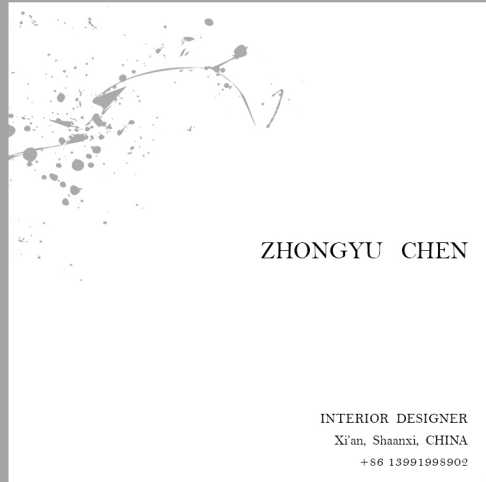 ZHONGYU CHEN
INTERIOR DESIGNER
Xi'an, Shaanxi, CHINA
+86 13991998902